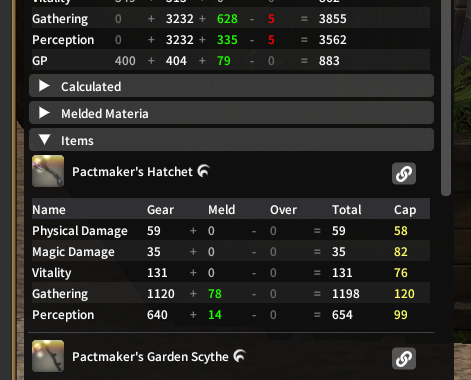 Gathering 0 + 3232 + 628 - 5 = 3855
Perception 0 + 3232 + 335 - 5 = 3562
GP 400 + 404 + 79 - 0 = 883
▶ Calculated
▶ Melded Materia
▼ Items
Pactmaker's Hatchet
Name Gear Meld Over Total Cap
Physical Damage 59 + 0 - 0 = 59 58
Magic Damage 35 + 0 - 0 = 35 82
Vitality 131 + 0 - 0 = 131 76
Gathering 1120 + 78 - 0 = 1198 120
Perception 640 + 14 - 0 = 654 99
Pactmaker's Garden Scythe